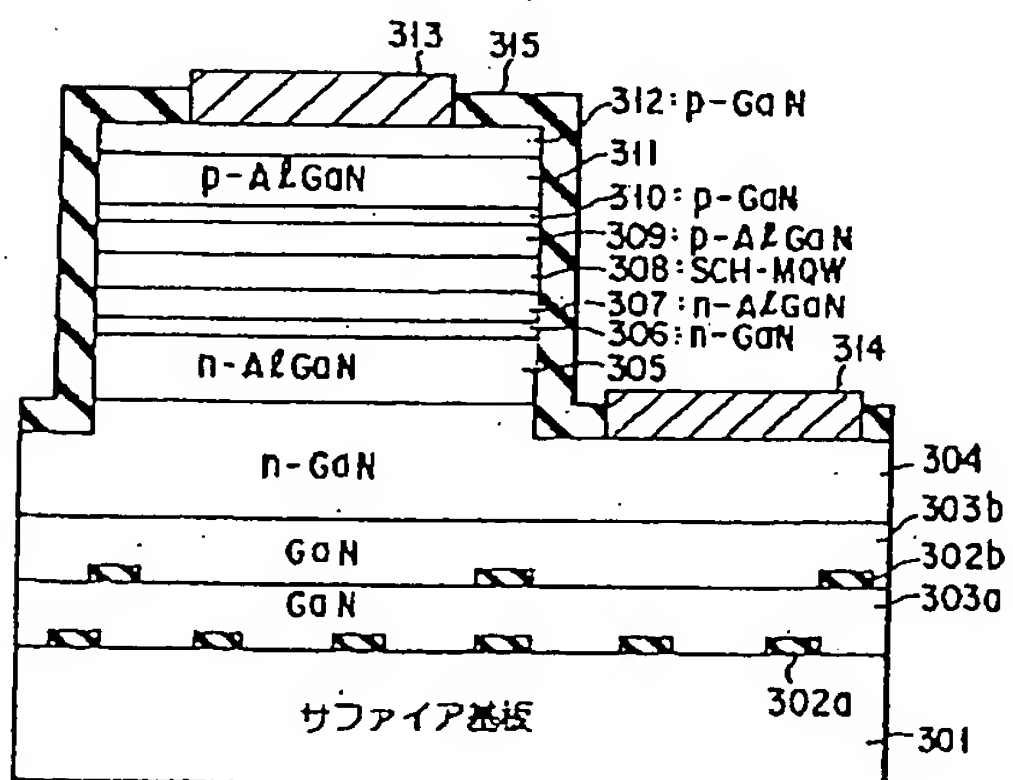 313
315
312:p-GaN
311
p-AlGaN
310:p-GaN
309:p-AlGaN
308:SCH-MQW
307:n-AlGaN
306:n-GaN
314
n-AlGaN
305
n-GaN
304
303b
GaN
302b
GaN
303a
302a
サファイア基板
301